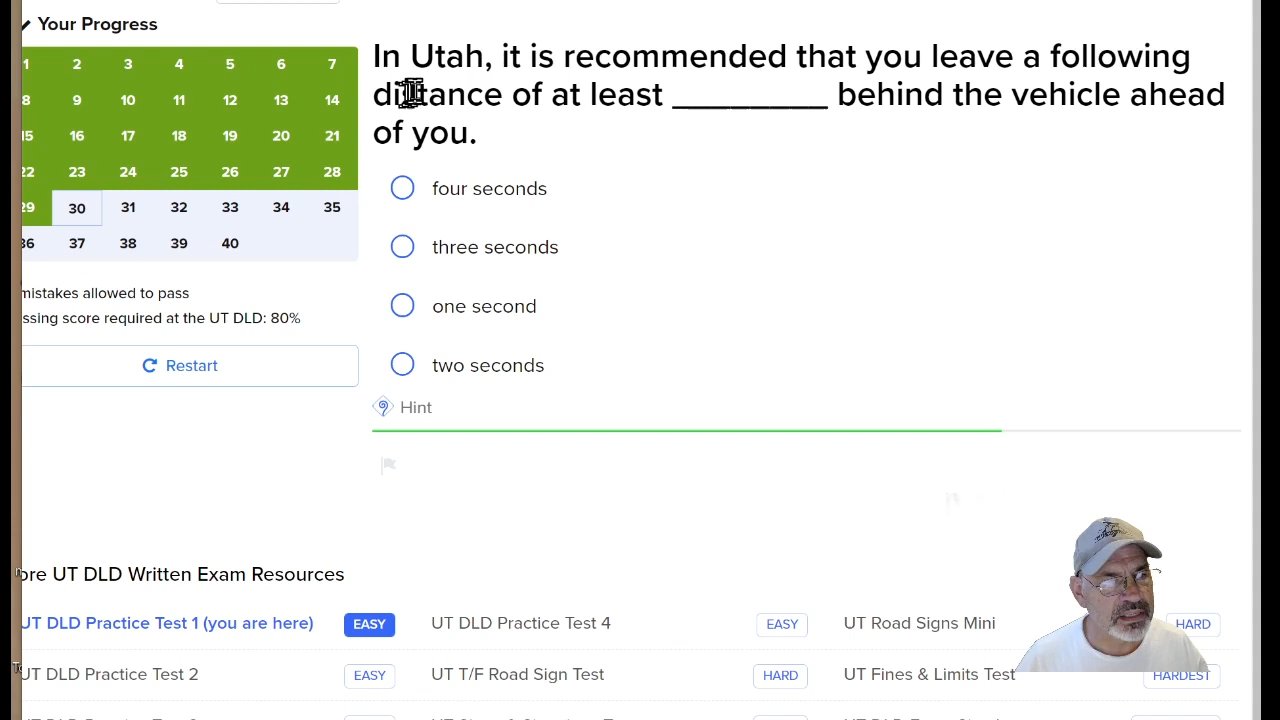 Your Progress
1 2 3 4 5 6 7
8 9 10 11 12 13 14
15 16 17 18 19 20 21
22 23 24 25 26 27 28
29 30 31 32 33 34 35
36 37 38 39 40
mistakes allowed to pass
ssing score required at the UT DLD: 80%
Restart
In Utah, it is recommended that you leave a following
distance of at least ________ behind the vehicle ahead
of you.
four seconds
three seconds
one second
two seconds
Hint
ore UT DLD Written Exam Resources
UT DLD Practice Test 1 (you are here) EASY
UT DLD Practice Test 4 EASY
UT Road Signs Mini HARD
UT DLD Practice Test 2 EASY
UT T/F Road Sign Test HARD
UT Fines & Limits Test HARDEST